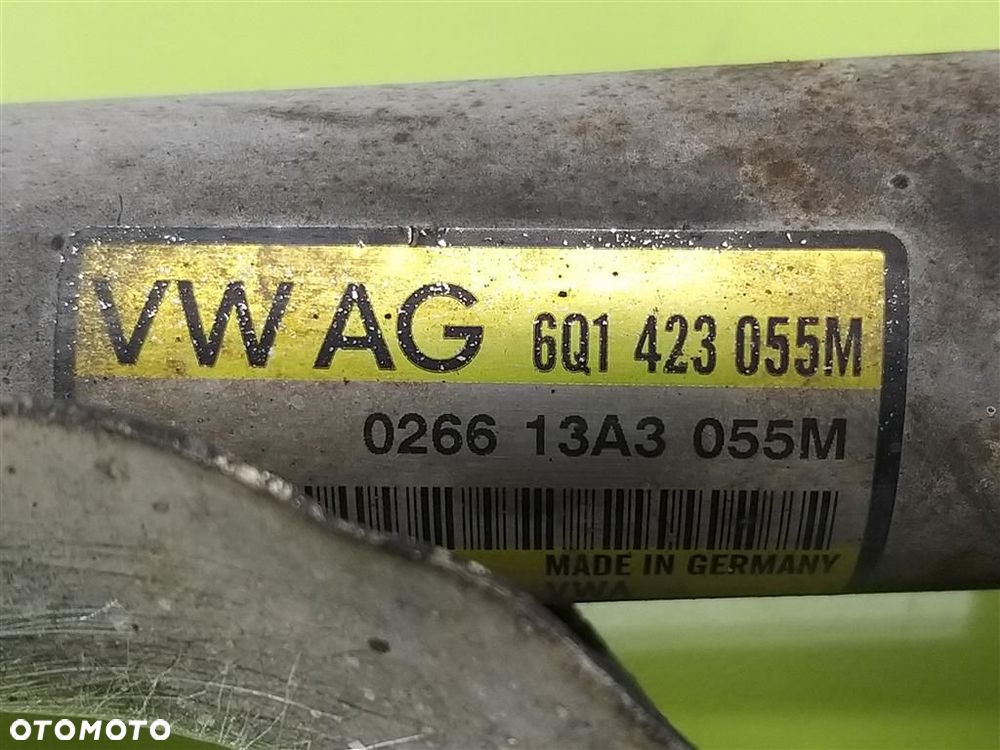 VW AG 6Q1 423 055M
0266 13A3 055M
MADE IN GERMANY
OTOMOTO